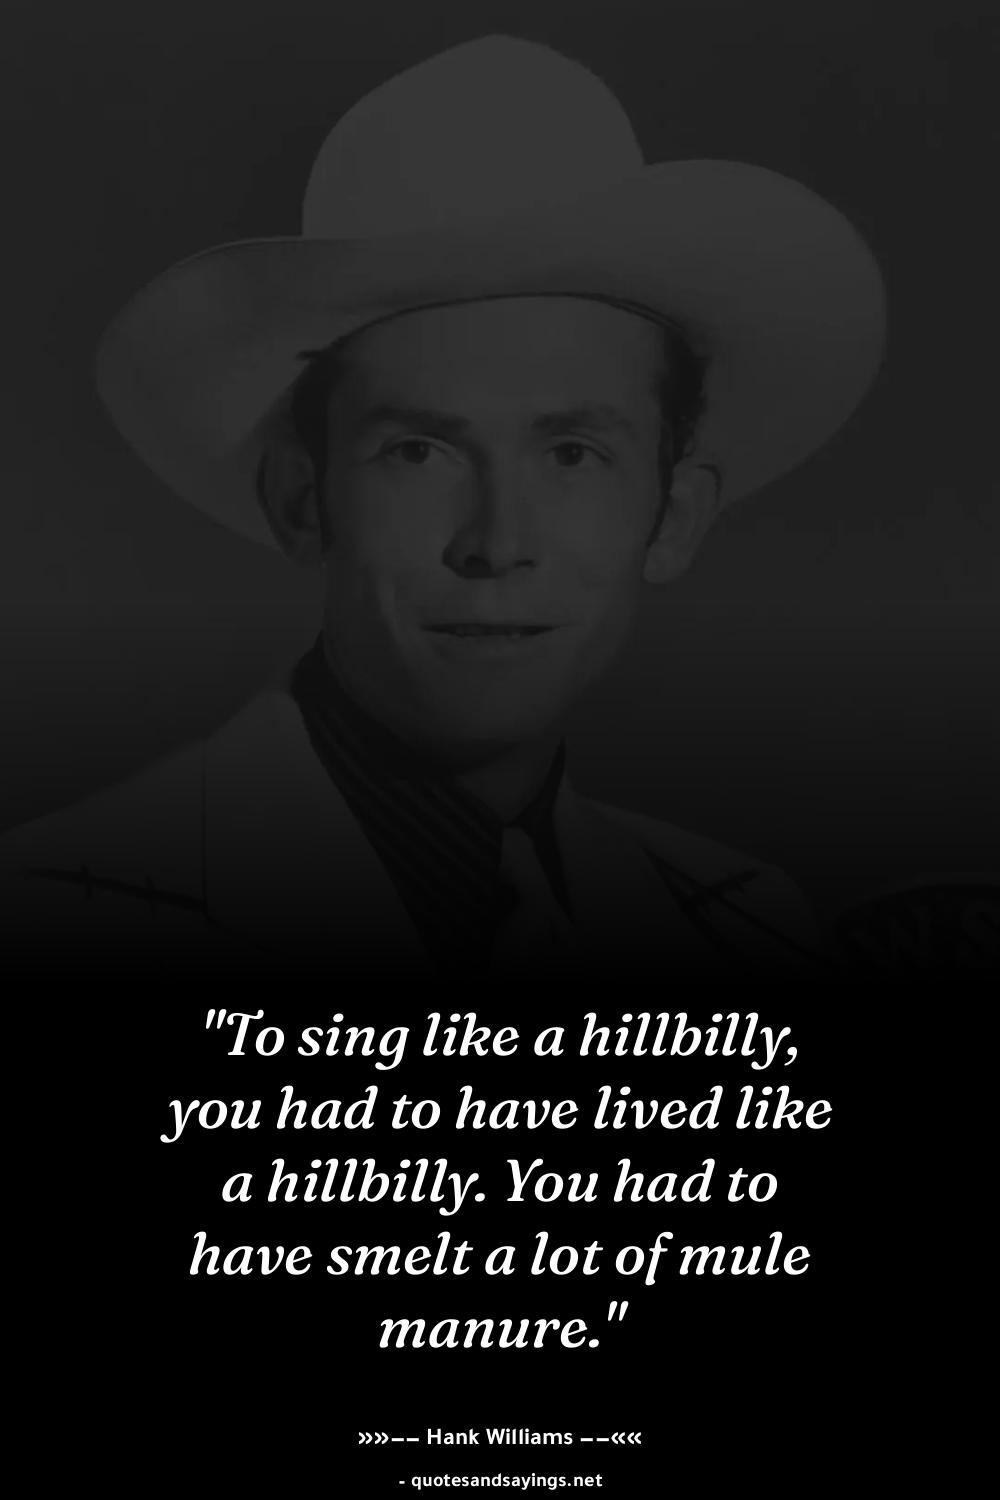 "To sing like a hillbilly,
you had to have lived like
a hillbilly. You had to
have smelt a lot of mule
manure."
»»–– Hank Williams ––««
- quotesandsayings.net
WS